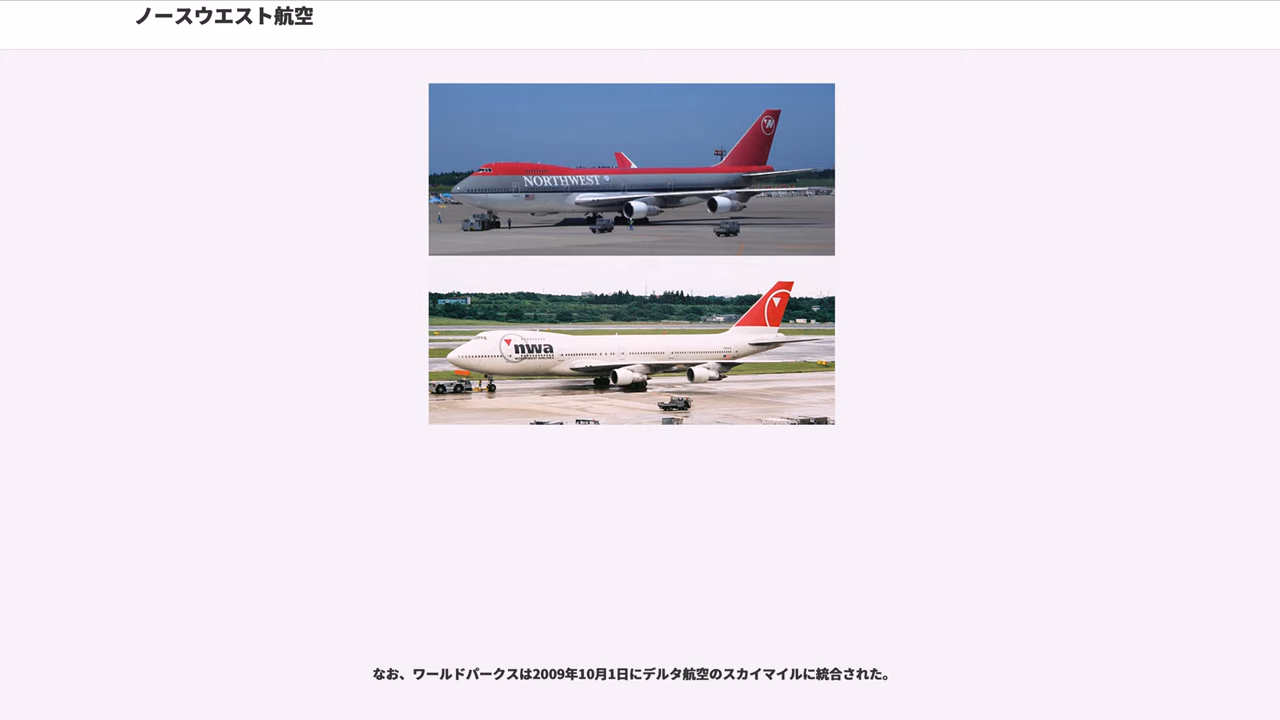 ノースウエスト航空
NORTHWEST
nwa
NORTHWEST AIRLINES
なお、ワールドパークスは2009年10月1日にデルタ航空のスカイマイルに統合された。